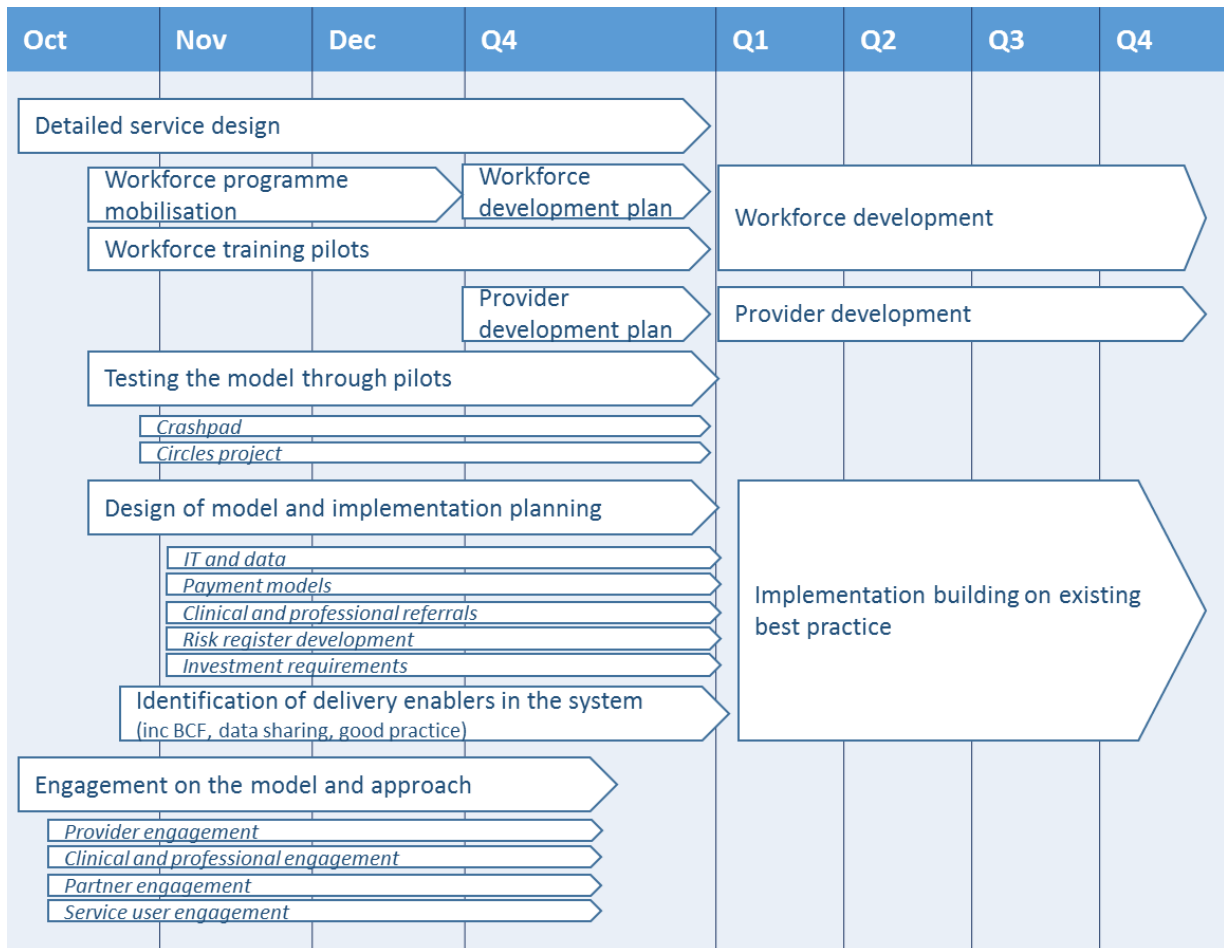 Oct Nov Dec Q4 Q1 Q2 Q3 Q4
Detailed service design
Workforce programme
mobilisation
Workforce
development plan
Workforce development
Workforce training pilots
Provider
development plan
Provider development
Testing the model through pilots
Crashpad
Circles project
Design of model and implementation planning
IT and data
Payment models
Clinical and professional referrals
Risk register development
Investment requirements
Implementation building on existing
best practice
Identification of delivery enablers in the system
(inc BCF, data sharing, good practice)
Engagement on the model and approach
Provider engagement
Clinical and professional engagement
Partner engagement
Service user engagement